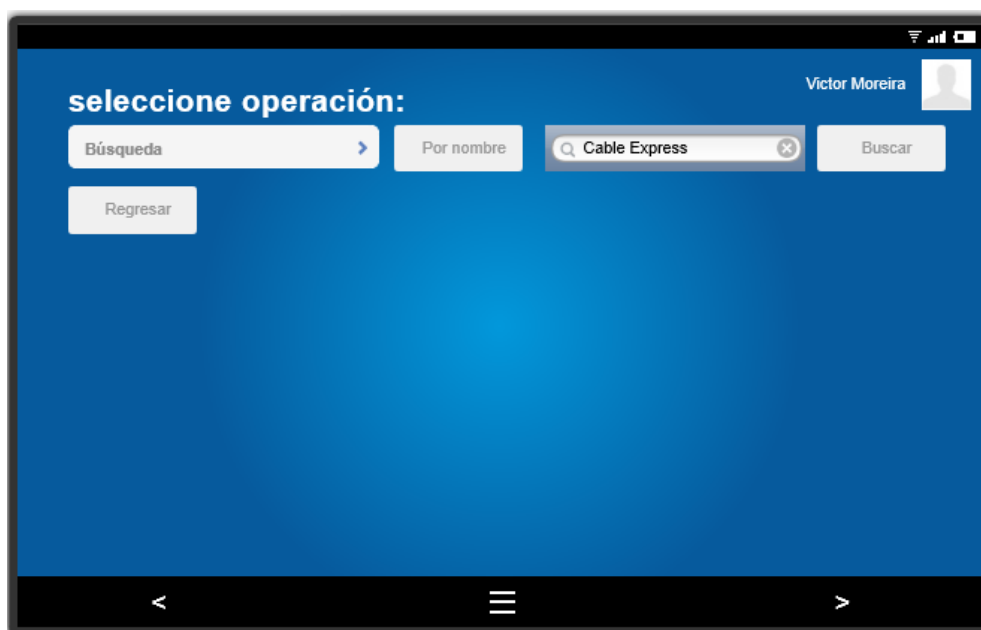 Victor Moreira
seleccione operación:
Búsqueda
Por nombre
Cable Express
Buscar
Regresar
< >